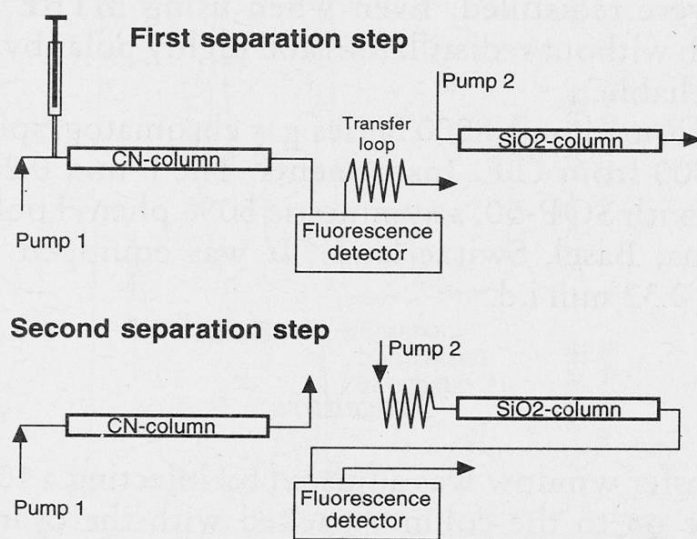 First separation step
Pump 2
Transfer
loop
CN-column
SiO2-column
Pump 1
Fluorescence
detector
Second separation step
Pump 2
CN-column
SiO2-column
Pump 1
Fluorescence
detector